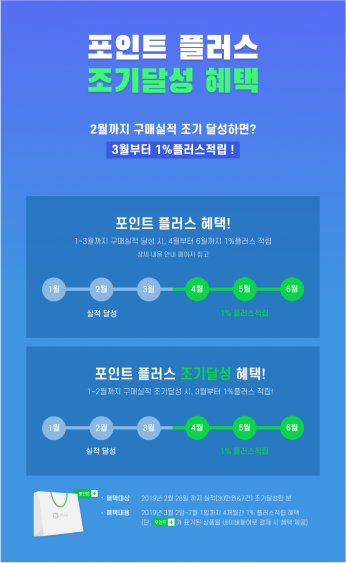 포인트 플러스
조기달성 혜택
2월까지 구매실적 조기 달성하면?
3월부터 1%플러스적립 !
포인트 플러스 혜택!
1~3월까지 구매실적 달성 시, 4월부터 6월까지 1%플러스 적립
상세 내용 안내 페이지 참고
1월 2월 3월 4월 5월 6월
실적 달성 1% 플러스적립
포인트 플러스 조기달성 혜택!
1~2월까지 구매실적 조기달성 시, 3월부터 1%플러스 적립!
1월 2월 3월 4월 5월 6월
실적 달성 1% 플러스적립
포인트 +
• 혜택대상 2019년 2월 28일 까지 실적(30만원&7건) 조기달성한 분
• 혜택내용 2019년 3월 2일~7월 1일까지 4개월간 1% 플러스적립 혜택
(단, 포인트 + 가 표기된 상품을 네이버페이로 결제 시 혜택 제공)